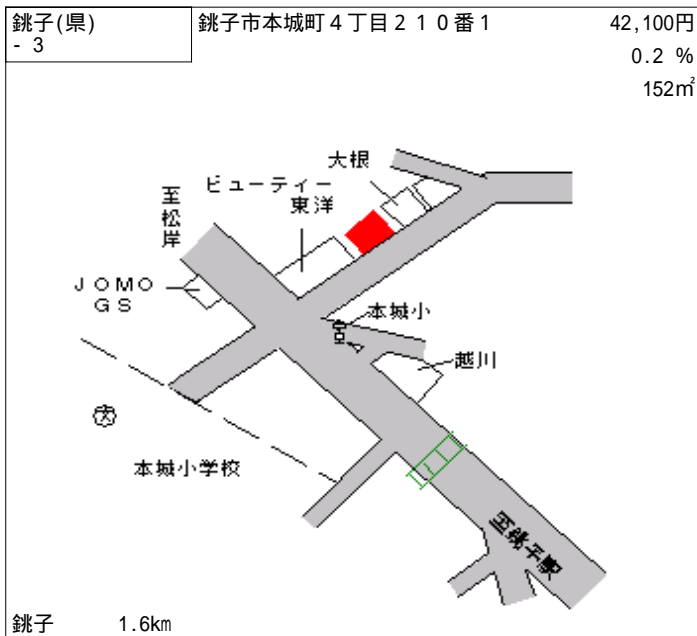 銚子(県)
- 3
銚子市本城町４丁目２１０番１
42,100円
0.2 %
152㎡
大根
ビューティー
東洋
至松岸
ＪＯＭＯ
ＧＳ
本城小
越川
文
本城小学校
至銚子駅
銚子 1.6km